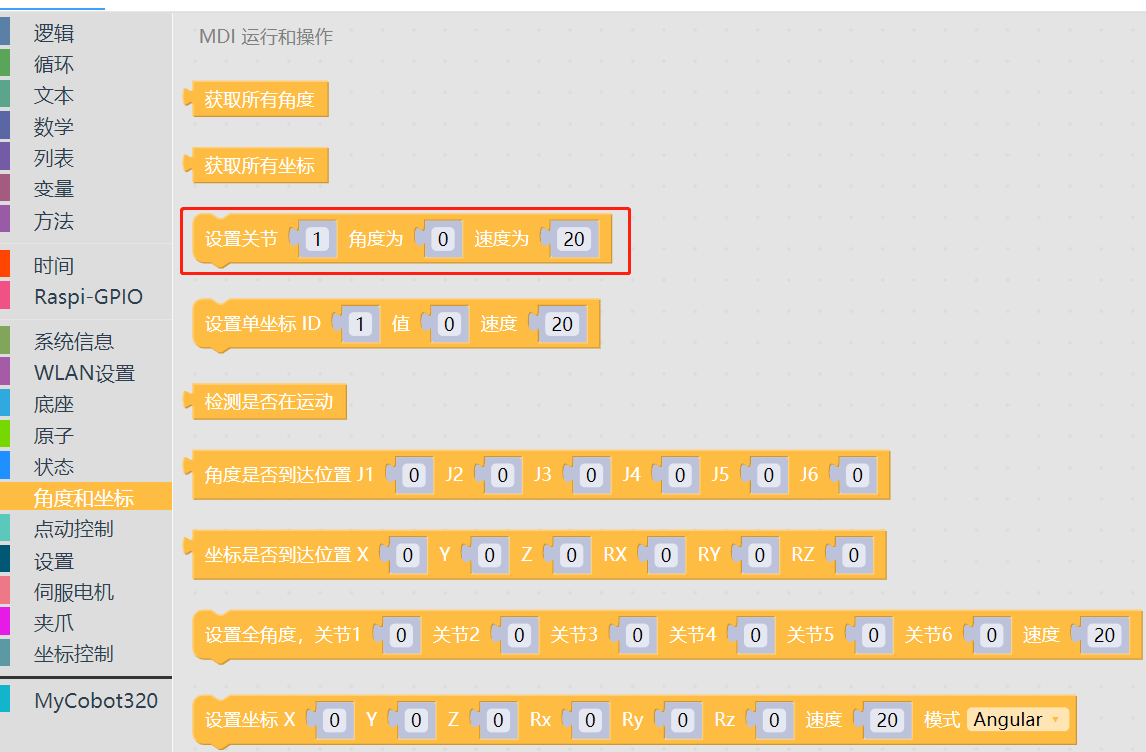 逻辑
循环
文本
数学
列表
变量
方法
时间
Raspi-GPIO
系统信息
WLAN设置
底座
原子
状态
角度和坐标
点动控制
设置
伺服电机
夹爪
坐标控制
MyCobot320
MDI 运行和操作
获取所有角度
获取所有坐标
设置关节 1 角度为 0 速度为 20
设置单坐标 ID 1 值 0 速度 20
检测是否在运动
角度是否到达位置 J1 0 J2 0 J3 0 J4 0 J5 0 J6 0
坐标是否到达位置 X 0 Y 0 Z 0 RX 0 RY 0 RZ 0
设置全角度，关节1 0 关节2 0 关节3 0 关节4 0 关节5 0 关节6 0 速度 20
设置坐标 X 0 Y 0 Z 0 Rx 0 Ry 0 Rz 0 速度 20 模式 Angular